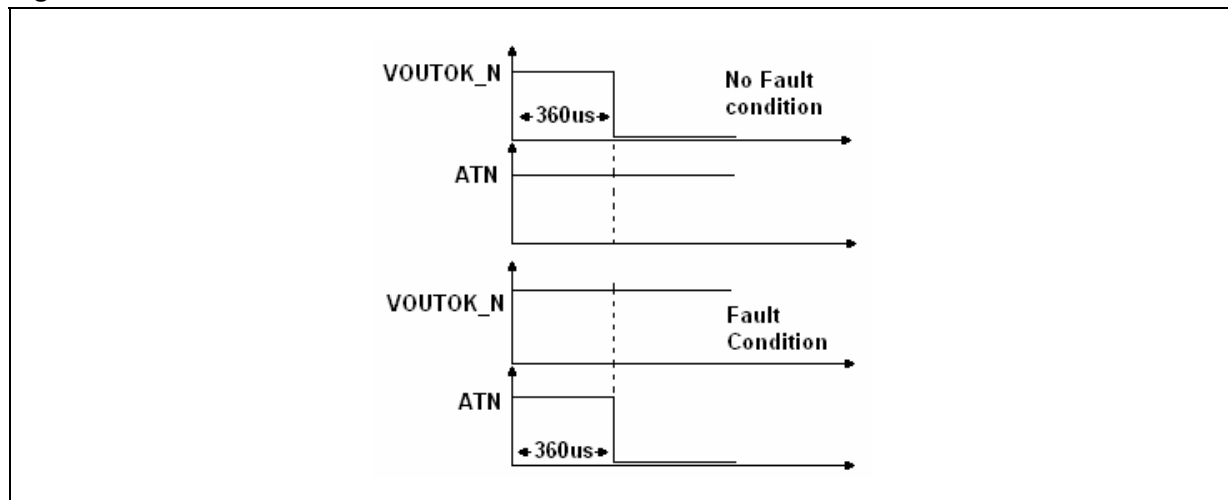 VOUTOK_N
No Fault
condition
360us
ATN
VOUTOK_N
Fault
Condition
ATN
360us